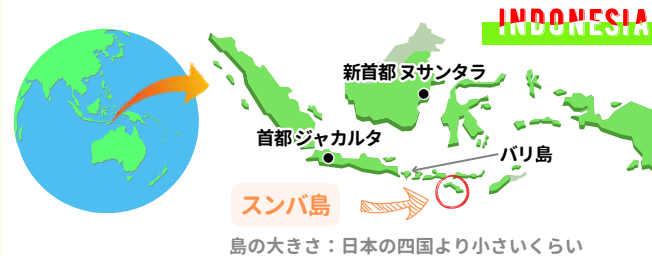 INDONESIA
新首都 ヌサンタラ
首都 ジャカルタ
バリ島
スンバ島
島の大きさ：日本の四国より小さいくらい